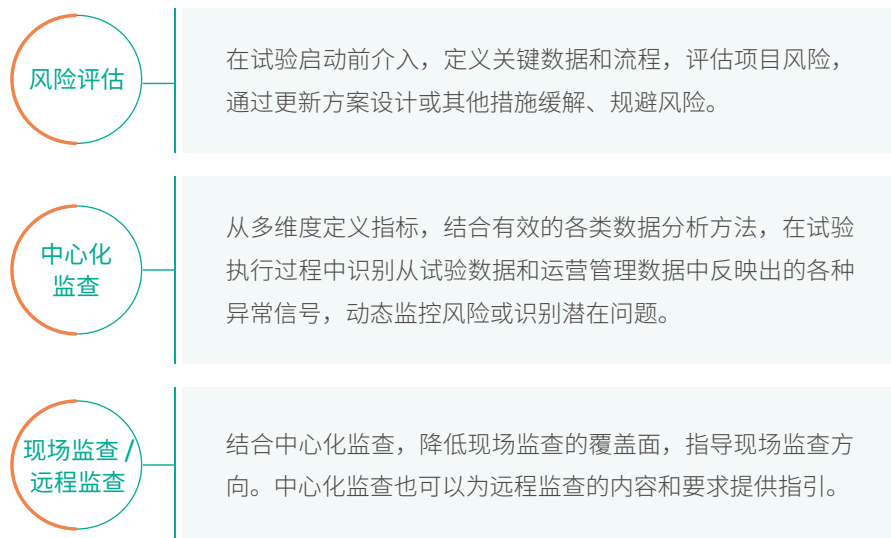 风险评估
在试验启动前介入，定义关键数据和流程，评估项目风险，
通过更新方案设计或其他措施缓解、规避风险。
中心化
监查
从多维度定义指标，结合有效的各类数据分析方法，在试验
执行过程中识别从试验数据和运营管理数据中反映出的各种
异常信号，动态监控风险或识别潜在问题。
现场监查 /
远程监查
结合中心化监查，降低现场监查的覆盖面，指导现场监查方
向。中心化监查也可以为远程监查的内容和要求提供指引。